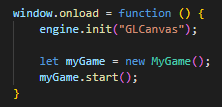 window.onload = function () {
    engine.init("GLCanvas");

    let myGame = new MyGame();
    myGame.start();
}